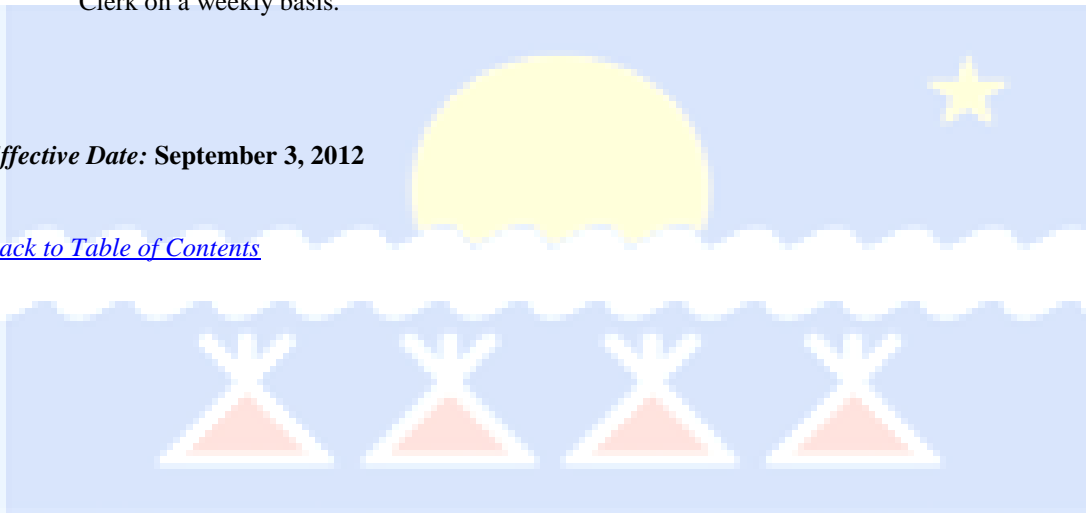 Clerk on a weekly basis.
ffective Date: September 3, 2012
ack to Table of Contents